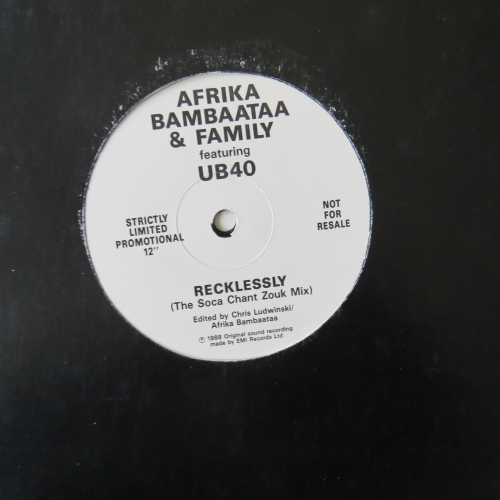 AFRIKA
BAMBAATAA
& FAMILY
featuring
UB40
STRICTLY
LIMITED
PROMOTIONAL
12"
NOT
FOR
RESALE
RECKLESSLY
(The Soca Chant Zouk Mix)
Edited by Chris Ludwinski/
Afrika Bambaataa
℗ 1988 Original sound recording
made by EMI Records Ltd